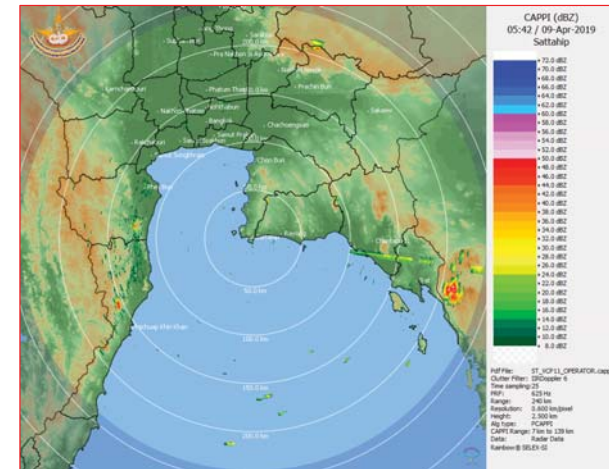 CAPPI (dBZ)
05:42 / 09-Apr-2019
Sattahip
+ 72.0 dBZ
+ 70.0 dBZ
+ 68.0 dBZ
+ 66.0 dBZ
+ 64.0 dBZ
+ 62.0 dBZ
+ 60.0 dBZ
+ 58.0 dBZ
+ 56.0 dBZ
+ 54.0 dBZ
+ 52.0 dBZ
+ 50.0 dBZ
+ 48.0 dBZ
+ 46.0 dBZ
+ 44.0 dBZ
+ 42.0 dBZ
+ 40.0 dBZ
+ 38.0 dBZ
+ 36.0 dBZ
+ 34.0 dBZ
+ 32.0 dBZ
+ 30.0 dBZ
+ 28.0 dBZ
+ 26.0 dBZ
+ 24.0 dBZ
+ 22.0 dBZ
+ 20.0 dBZ
+ 18.0 dBZ
+ 16.0 dBZ
+ 14.0 dBZ
+ 12.0 dBZ
+ 10.0 dBZ
+ 8.0 dBZ
Pdf File: ST_VCP11_OPERATOR.capp
Clutter Filter: IIRDoppler 6
Time sampling: 25
PRF: 625 Hz
Range: 240 km
Resolution: 0.600 km/pixel
Height: 2.500 km
Alg type: PCAPPI
CAPPI Range: 7 km to 139 km
Data: Radar Data
Rainbow® SELEX-SI
Prachin Buri
Kanchanaburi
Pathum Thani
Bangkok
Chachoengsao
Ratchaburi
Chon Buri
50.0 km
100.0 km
150.0 km
200.0 km
Prachuap Khiri Khan